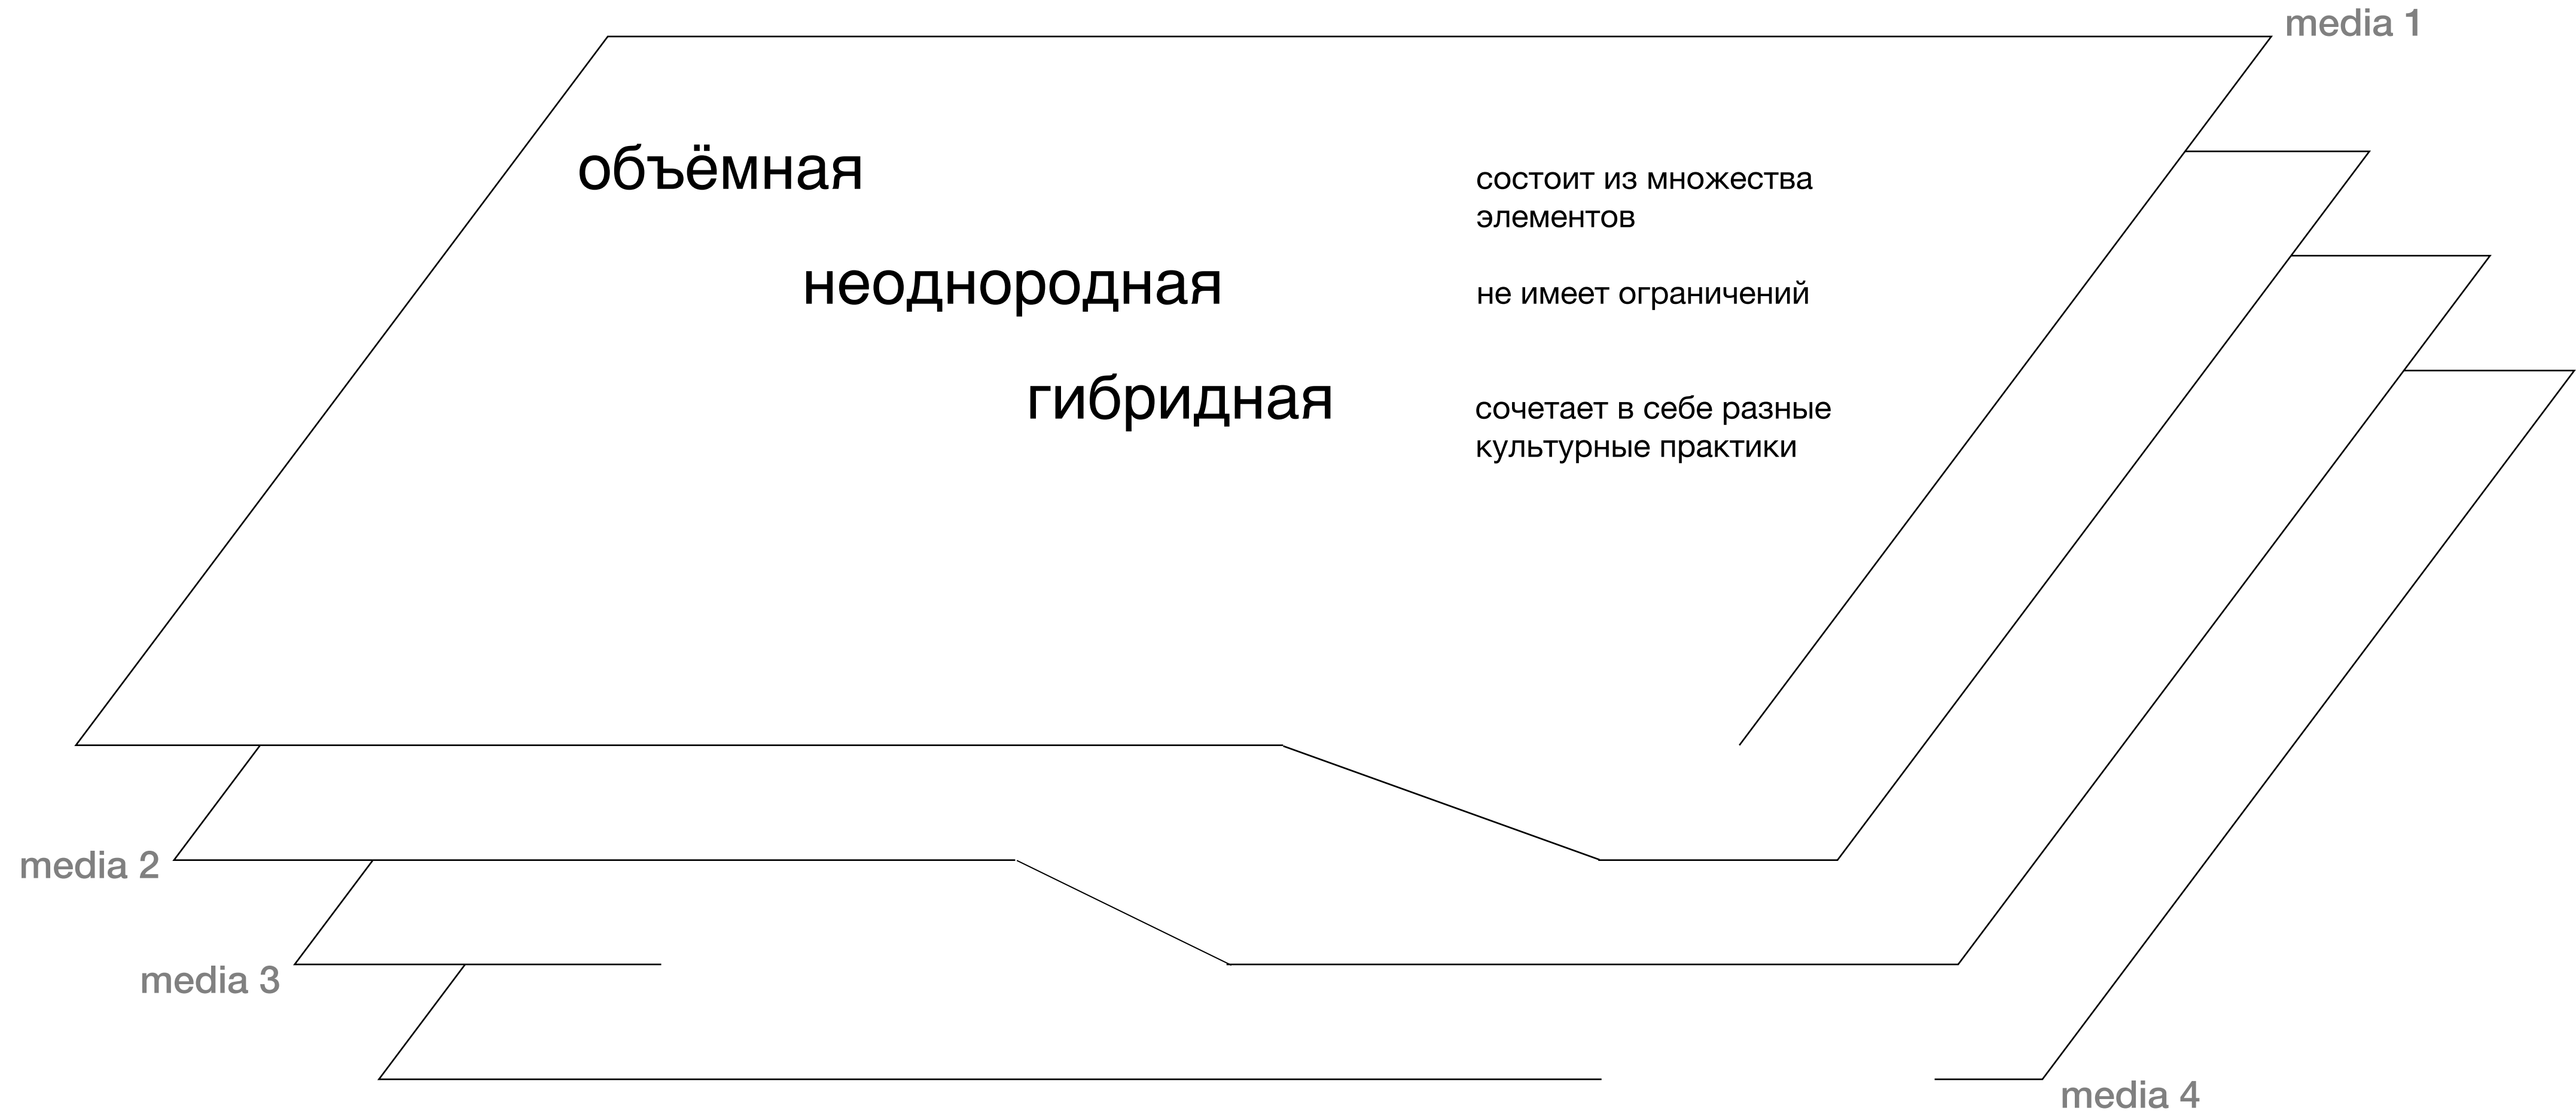 media 1
объёмная
состоит из множества
элементов
неоднородная
не имеет ограничений
гибридная
сочетает в себе разные
культурные практики
media 2
media 3
media 4